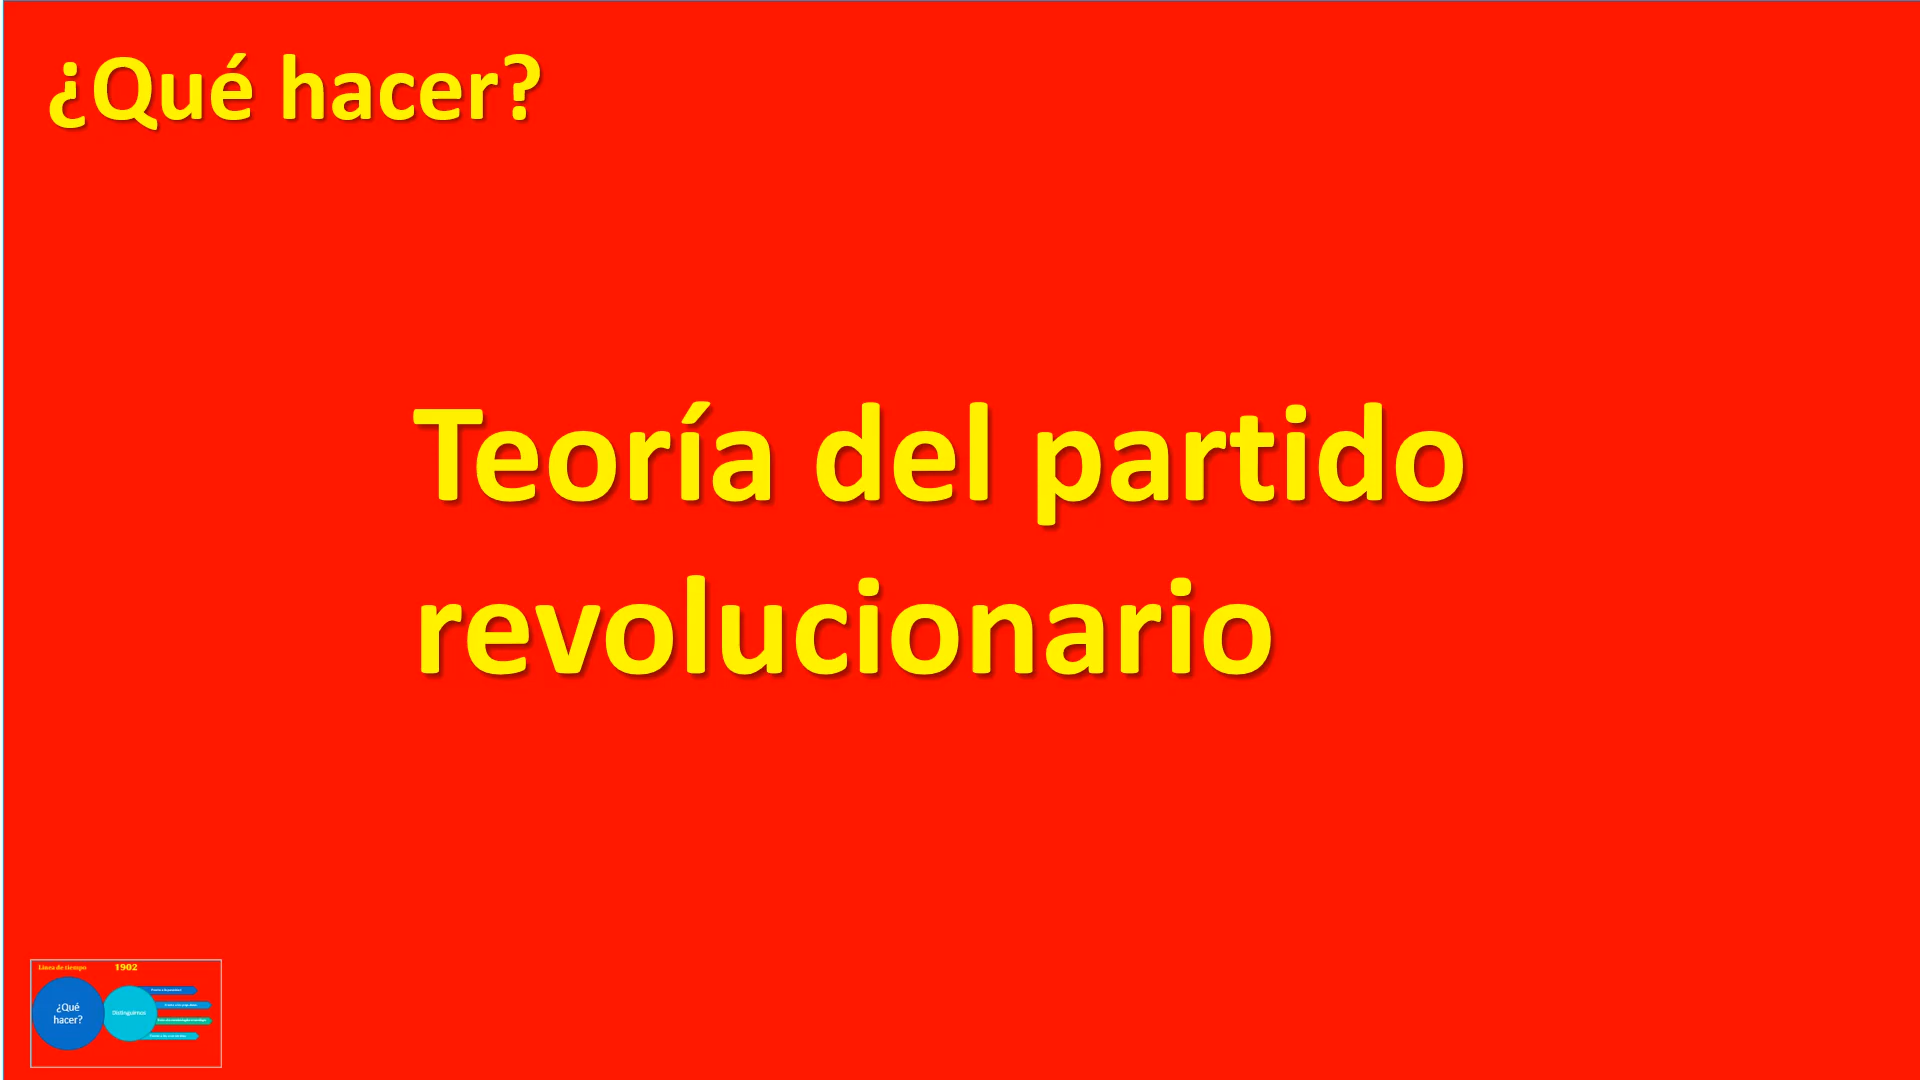 ¿Qué hacer?
Teoría del partido
revolucionario
Línea de tiempo
1902
¿Qué
hacer?
Distinguimos